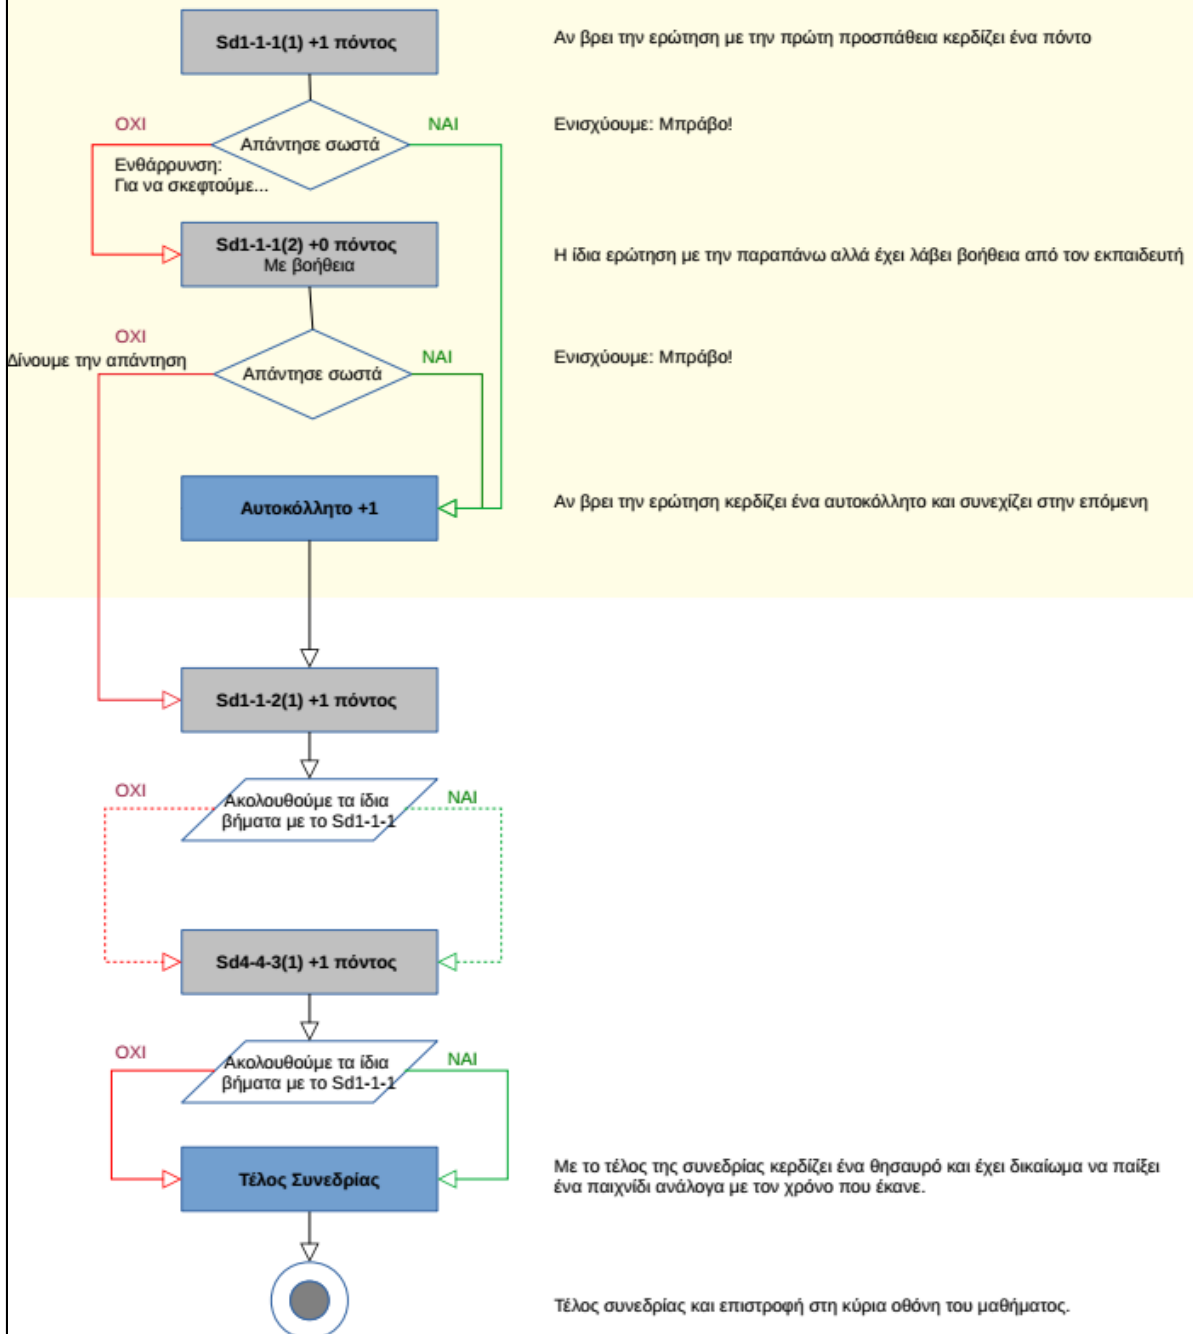 Sd1-1-1(1) +1 πόντος
Αν βρει την ερώτηση με την πρώτη προσπάθεια κερδίζει ένα πόντο
ΟΧΙ
ΝΑΙ
Ενισχύουμε: Μπράβο!
Απάντησε σωστά
Ενθάρρυνση:
Για να σκεφτούμε...
Sd1-1-1(2) +0 πόντος
Με βοήθεια
Η ίδια ερώτηση με την παραπάνω αλλά έχει λάβει βοήθεια από τον εκπαιδευτή
ΟΧΙ
Δίνουμε την απάντηση
ΝΑΙ
Ενισχύουμε: Μπράβο!
Απάντησε σωστά
Αυτοκόλλητο +1
Αν βρει την ερώτηση κερδίζει ένα αυτοκόλλητο και συνεχίζει στην επόμενη
Sd1-1-2(1) +1 πόντος
ΟΧΙ
ΝΑΙ
Ακολουθούμε τα ίδια
βήματα με το Sd1-1-1
Sd4-4-3(1) +1 πόντος
ΟΧΙ
ΝΑΙ
Ακολουθούμε τα ίδια
βήματα με το Sd1-1-1
Τέλος Συνεδρίας
Με το τέλος της συνεδρίας κερδίζει ένα θησαυρό και έχει δικαίωμα να παίξει
ένα παιχνίδι ανάλογα με τον χρόνο που έκανε.
Τέλος συνεδρίας και επιστροφή στη κύρια οθόνη του μαθήματος.